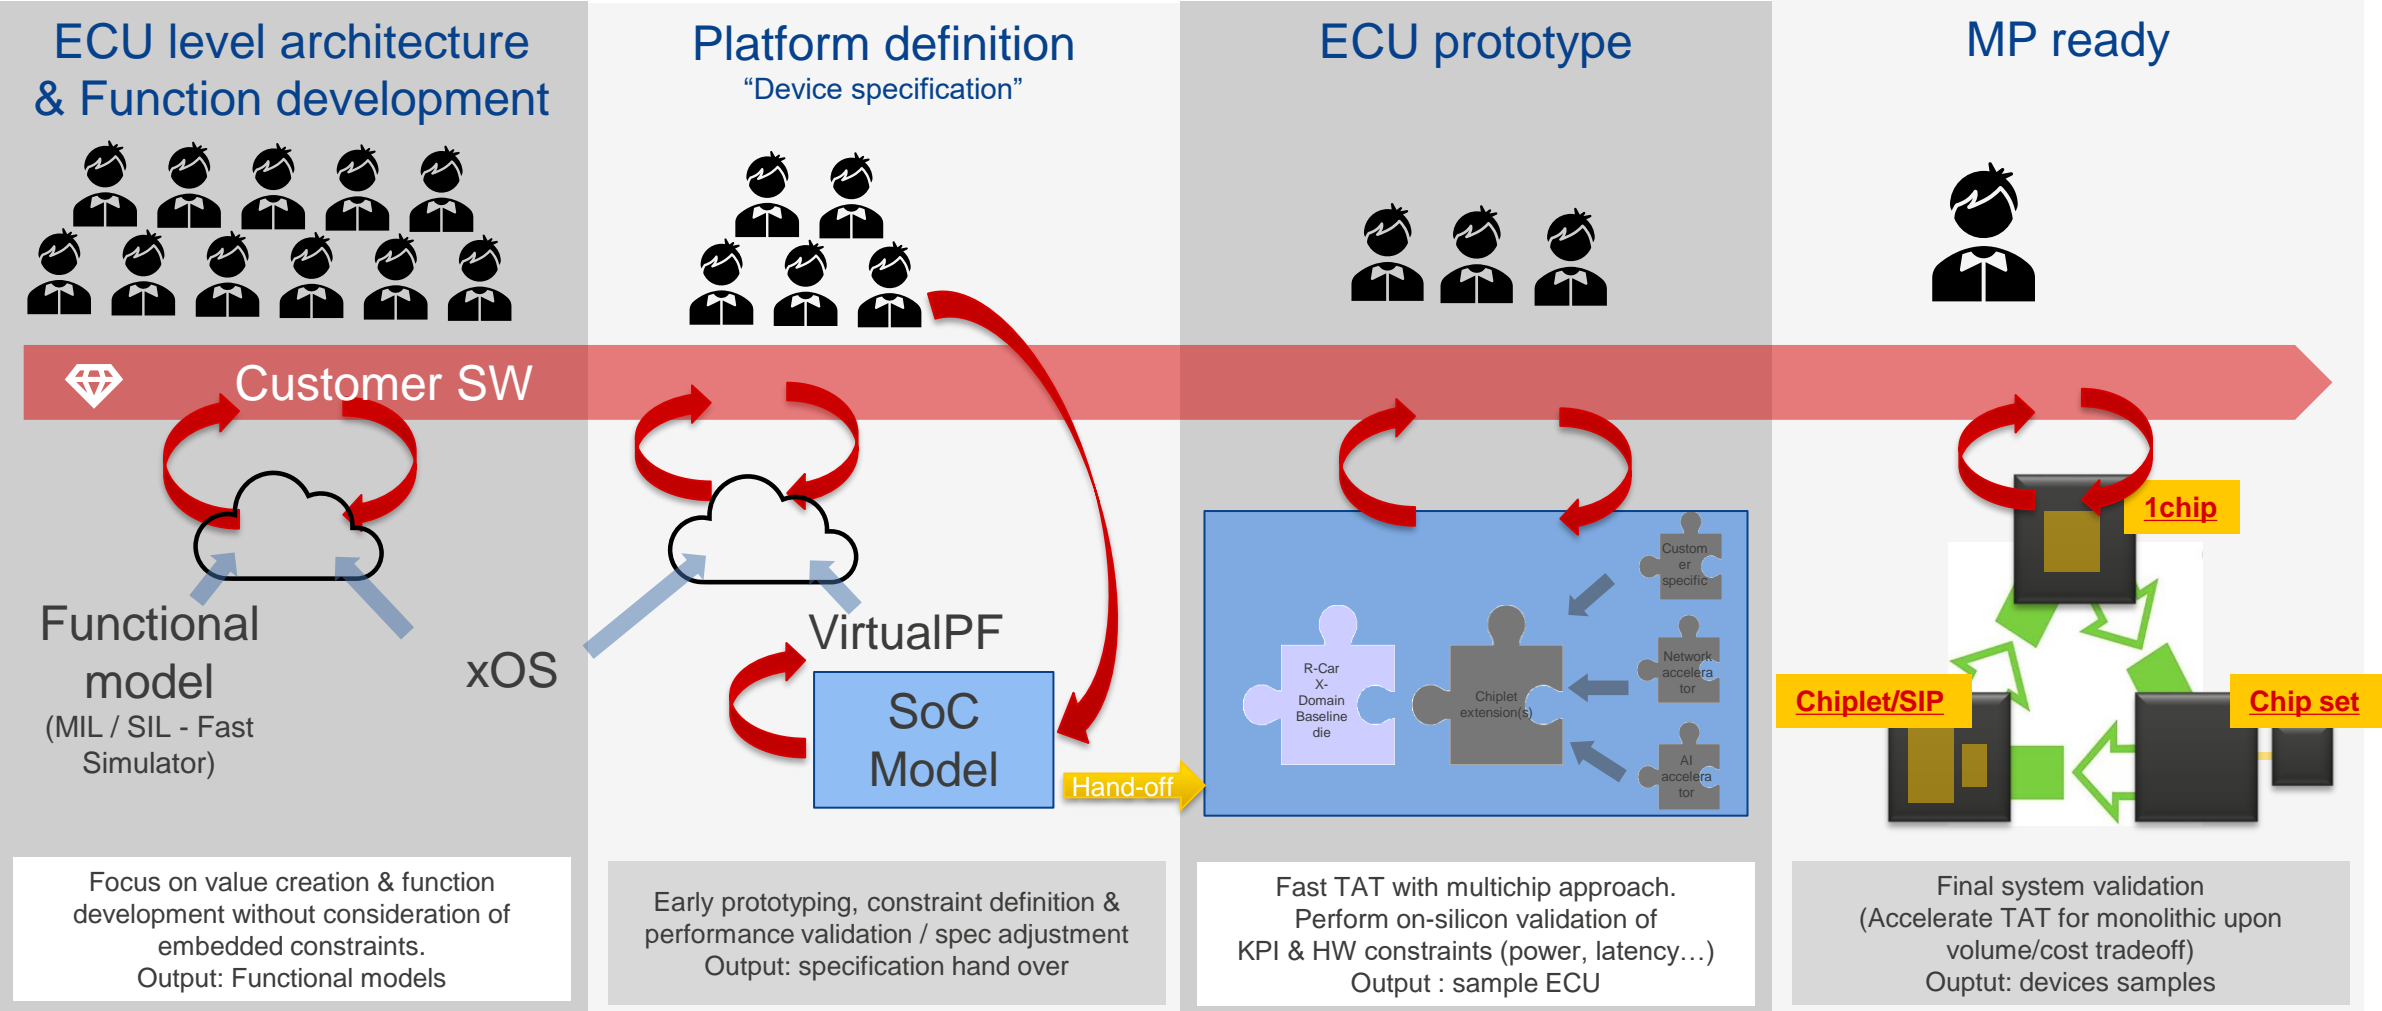 ECU level architecture
& Function development
Platform definition
“Device specification”
ECU prototype
MP ready
Customer SW
Functional
model
(MIL / SIL - Fast
Simulator)
xOS
VirtualPF
SoC
Model
Hand-off
R-Car
X-
Domain
Baseline
die
Chiplet
extension(s)
Custom
er
specific
Network
accelera
tor
AI
accelera
tor
1chip
Chiplet/SIP
Chip set
Focus on value creation & function
development without consideration of
embedded constraints.
Output: Functional models
Early prototyping, constraint definition &
performance validation / spec adjustment
Output: specification hand over
Fast TAT with multichip approach.
Perform on-silicon validation of
KPI & HW constraints (power, latency…)
Output : sample ECU
Final system validation
(Accelerate TAT for monolithic upon
volume/cost tradeoff)
Ouptut: devices samples